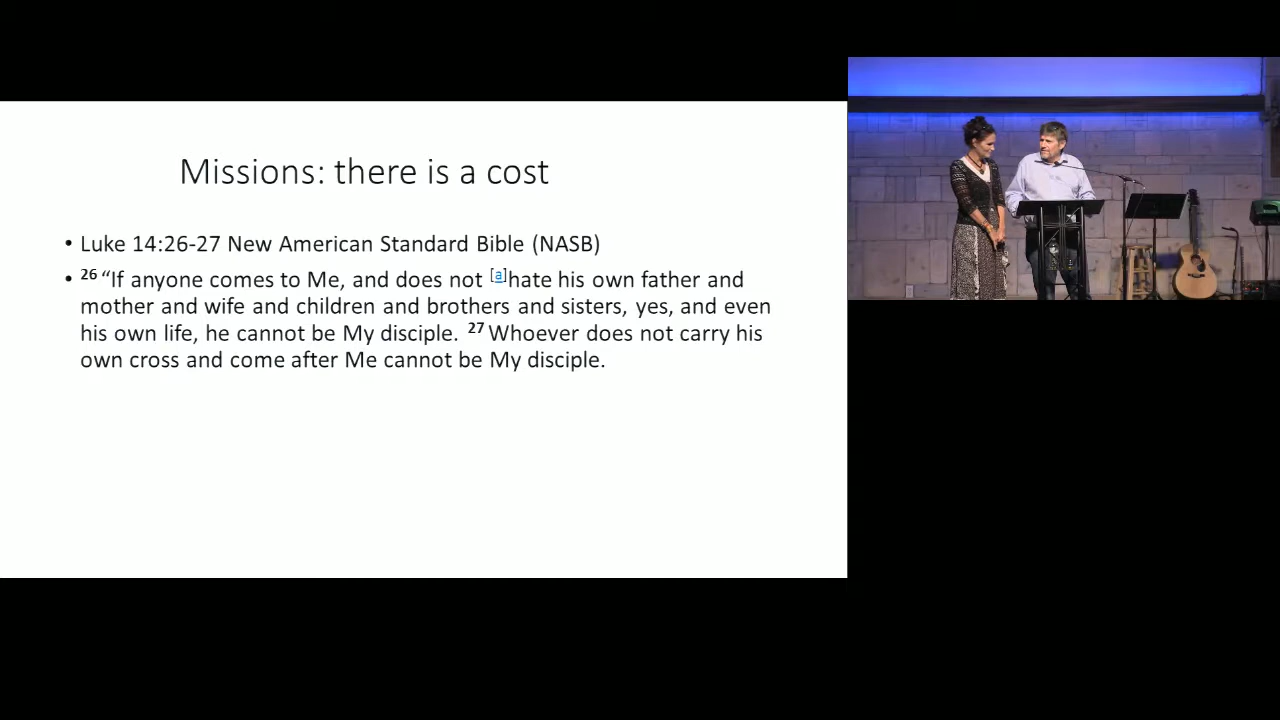 Missions: there is a cost
• Luke 14:26-27 New American Standard Bible (NASB)
• 26 “If anyone comes to Me, and does not [a]hate his own father and
mother and wife and children and brothers and sisters, yes, and even
his own life, he cannot be My disciple. 27 Whoever does not carry his
own cross and come after Me cannot be My disciple.